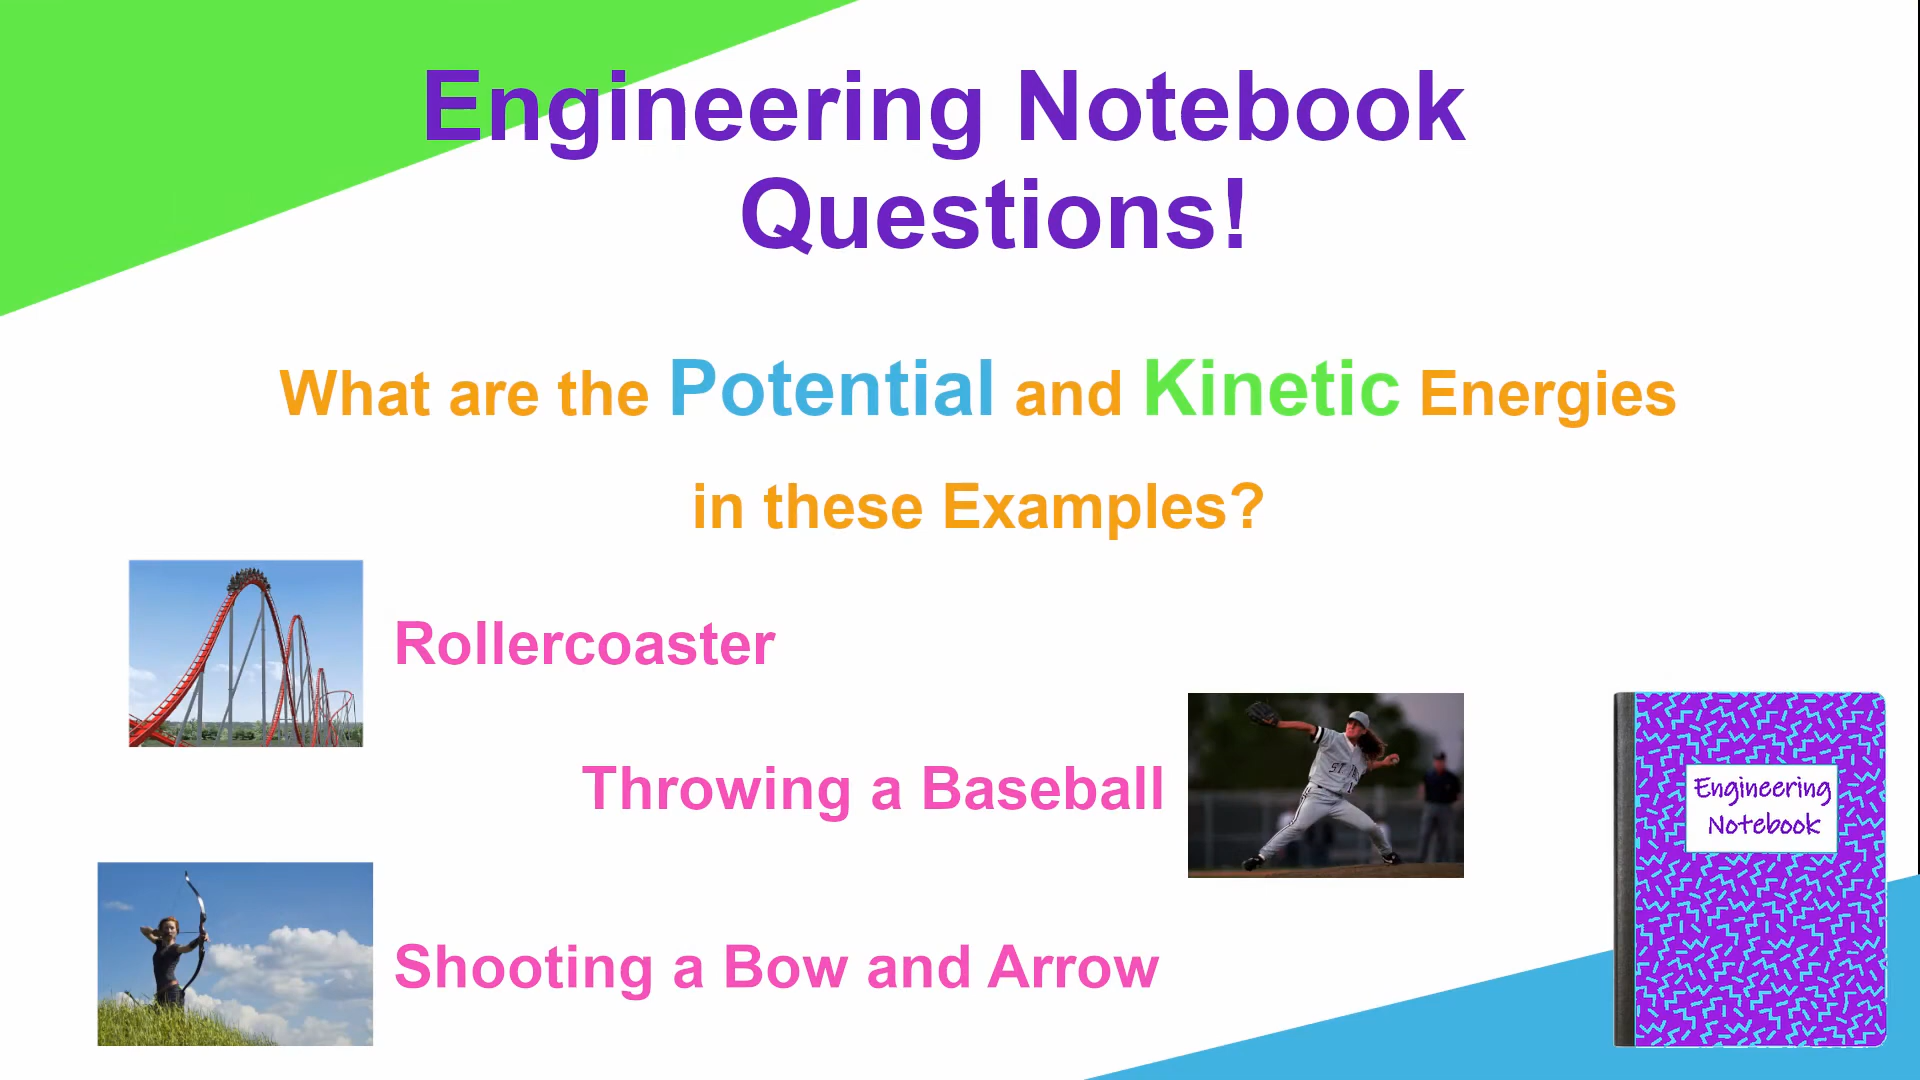 Engineering Notebook
Questions!
What are the Potential and Kinetic Energies
in these Examples?
Rollercoaster
Throwing a Baseball
Engineering
Notebook
Shooting a Bow and Arrow